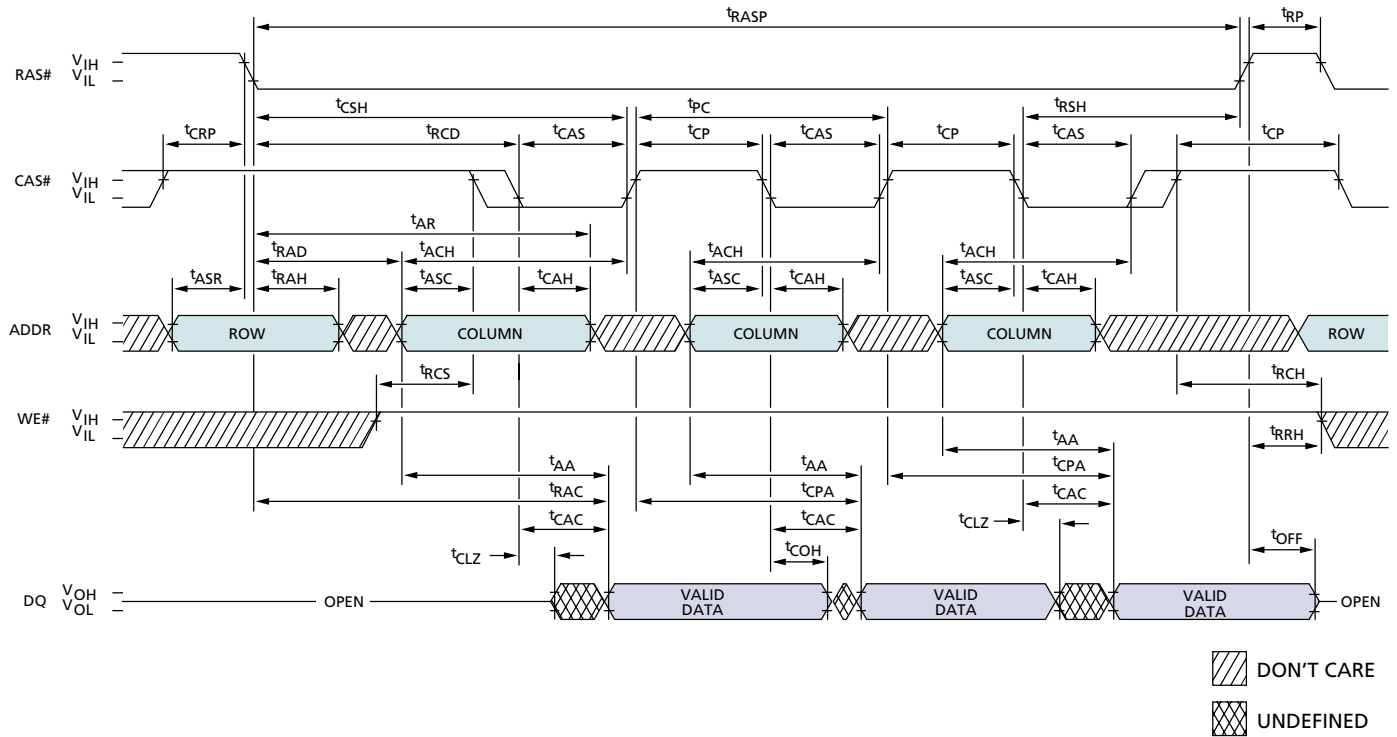 tRASP tRP
RAS# VIH
VIL
tCSH tPC tRSH
tCRP tRCD tCAS tCP tCAS tCP tCAS tCP
CAS# VIH
VIL
tAR
tRAD tACH tACH tACH
tASR tRAH tASC tCAH tASC tCAH tASC tCAH
ADDR VIH
VIL
ROW COLUMN COLUMN COLUMN ROW
tRCS tRCH
WE# VIH
VIL
tRRH
tAA
tAA tAA tCPA
tRAC tCPA tCAC
tCAC tCAC tCLZ
tCLZ tCOH tOFF
DQ VOH
VOL
OPEN VALID
DATA VALID
DATA VALID
DATA OPEN
DON'T CARE
UNDEFINED